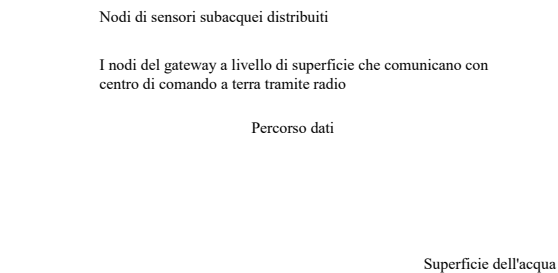 Nodi di sensori subacquei distribuiti
I nodi del gateway a livello di superficie che comunicano con
centro di comando a terra tramite radio
Percorso dati
Superficie dell'acqua